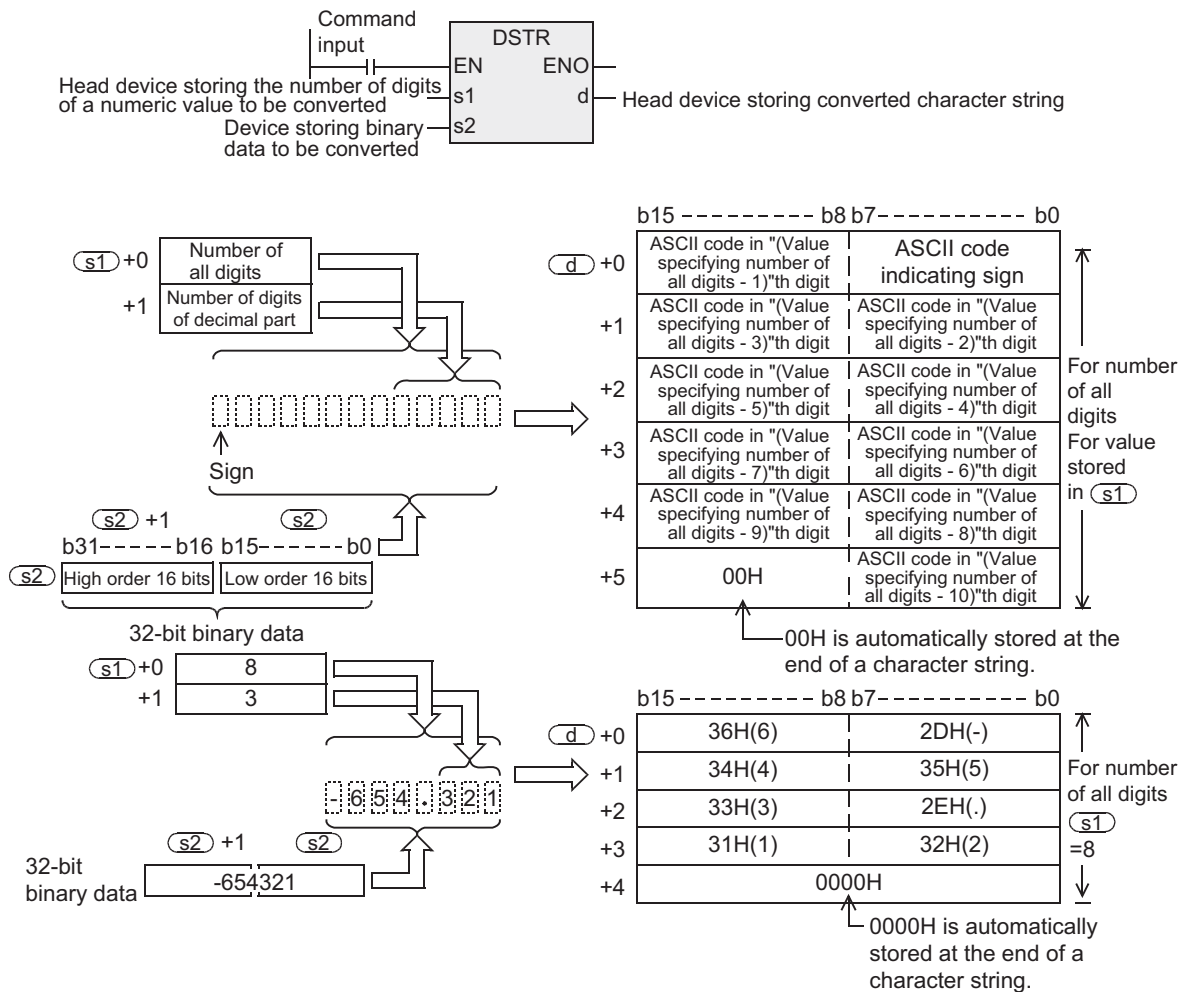 Command
input
DSTR
EN ENO
Head device storing the number of digits
of a numeric value to be converted
s1 d
Head device storing converted character string
Device storing binary
data to be converted
s2
b15 b8 b7 b0
s1 +0
Number of
all digits
+1
Number of digits
of decimal part
Sign
s2 +1 s2
b31 b16 b15 b0
s2
High order 16 bits Low order 16 bits
32-bit binary data
d +0
ASCII code in "(Value
specifying number of
all digits - 1)"th digit
ASCII code
indicating sign
+1
ASCII code in "(Value
specifying number of
all digits - 3)"th digit
ASCII code in "(Value
specifying number of
all digits - 2)"th digit
+2
ASCII code in "(Value
specifying number of
all digits - 5)"th digit
ASCII code in "(Value
specifying number of
all digits - 4)"th digit
+3
ASCII code in "(Value
specifying number of
all digits - 7)"th digit
ASCII code in "(Value
specifying number of
all digits - 6)"th digit
+4
ASCII code in "(Value
specifying number of
all digits - 9)"th digit
ASCII code in "(Value
specifying number of
all digits - 8)"th digit
+5
00H
ASCII code in "(Value
specifying number of
all digits - 10)"th digit
For number
of all
digits
For value
stored
in s1
00H is automatically stored at the
end of a character string.
s1 +0 8
+1 3
-654.321
s2 +1 s2
32-bit
binary data
-654321
b15 b8 b7 b0
d +0 36H(6) 2DH(-)
+1 34H(4) 35H(5)
+2 33H(3) 2EH(.)
+3 31H(1) 32H(2)
+4 0000H
For number
of all digits
s1
=8
0000H is automatically
stored at the end of a
character string.